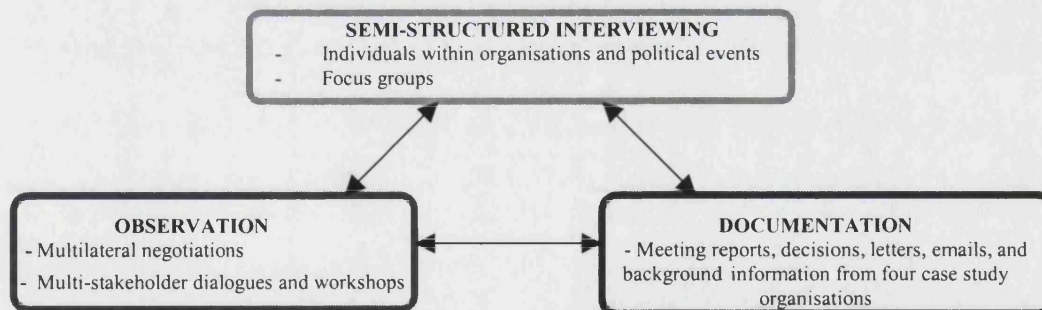 SEMI-STRUCTURED INTERVIEWING
- Individuals within organisations and political events
- Focus groups
OBSERVATION
- Multilateral negotiations
- Multi-stakeholder dialogues and workshops
DOCUMENTATION
- Meeting reports, decisions, letters, emails, and
background information from four case study
organisations